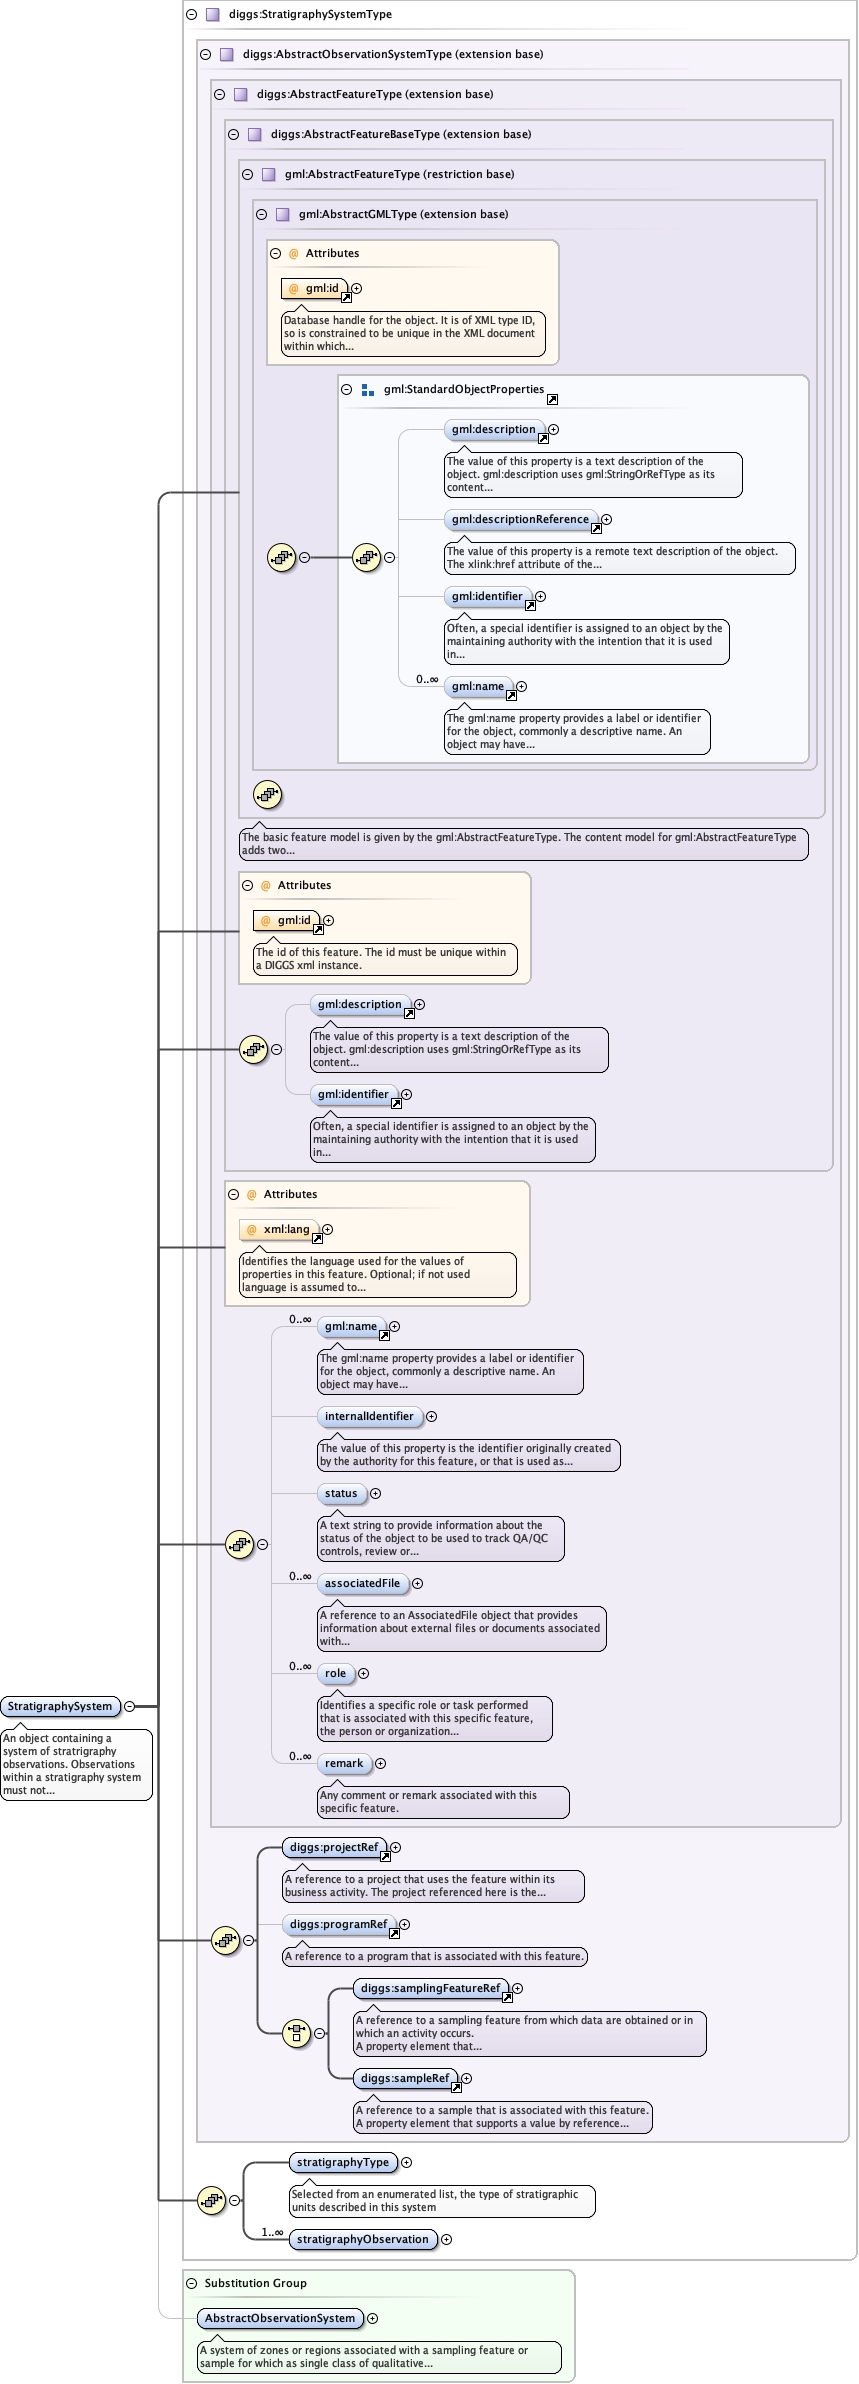 diggs:StratigraphySystemType
diggs:AbstractObservationSystemType (extension base)
diggs:AbstractFeatureType (extension base)
diggs:AbstractFeatureBaseType (extension base)
gml:AbstractFeatureType (restriction base)
gml:AbstractGMLType (extension base)
@ Attributes
@ gml:id
Database handle for the object. It is of XML type ID,
so is constrained to be unique in the XML document
within which...
gml:StandardObjectProperties
gml:description
The value of this property is a text description of the
object. gml:description uses gml:StringOrRefType as its
content...
gml:descriptionReference
The value of this property is a remote text description of the object.
The xlink:href attribute of the...
gml:identifier
Often, a special identifier is assigned to an object by the
maintaining authority with the intention that it is used
in...
0..∞
gml:name
The gml:name property provides a label or identifier
for the object, commonly a descriptive name. An
object may have...
The basic feature model is given by the gml:AbstractFeatureType. The content model for gml:AbstractFeatureType
adds two...
@ Attributes
@ gml:id
The id of this feature. The id must be unique within
a DIGGS xml instance.
gml:description
The value of this property is a text description of the
object. gml:description uses gml:StringOrRefType as its
content...
gml:identifier
Often, a special identifier is assigned to an object by the
maintaining authority with the intention that it is used
in...
@ Attributes
@ xml:lang
Identifies the language used for the values of
properties in this feature. Optional; if not used
language is assumed to...
0..∞
gml:name
The gml:name property provides a label or identifier
for the object, commonly a descriptive name. An
object may have...
internalIdentifier
The value of this property is the identifier originally created
by the authority for this feature, or that is used as...
status
A text string to provide information about the
status of the object to be used to track QA/QC
controls, review or...
0..∞
associatedFile
A reference to an AssociatedFile object that provides
information about external files or documents associated
with...
0..∞
role
Identifies a specific role or task performed
that is associated with this specific feature,
the person or organization...
0..∞
remark
Any comment or remark associated with this
specific feature.
StratigraphySystem
An object containing a
system of stratrigraphy
observations. Observations
within a stratigraphy system
must not...
diggs:projectRef
A reference to a project that uses the feature within its
business activity. The project referenced here is the...
diggs:programRef
A reference to a program that is associated with this feature.
diggs:samplingFeatureRef
A reference to a sampling feature from which data are obtained or in
which an activity occurs.
A property element that...
diggs:sampleRef
A reference to a sample that is associated with this feature.
A property element that supports a value by reference...
stratigraphyType
Selected from an enumerated list, the type of stratigraphic
units described in this system
1..∞
stratigraphyObservation
Substitution Group
AbstractObservationSystem
A system of zones or regions associated with a sampling feature or
sample for which as single class of qualitative...